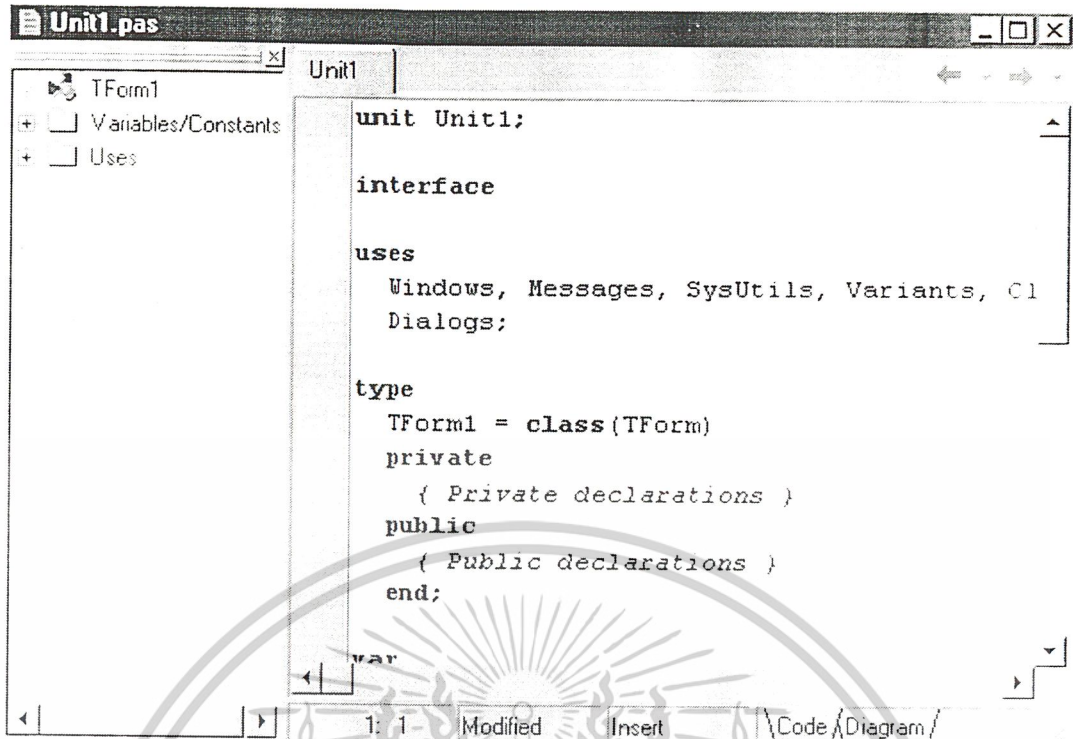 Unit1.pas
TForm1
Variables/Constants
Uses
Unit1
unit Unit1;
interface
uses
Windows, Messages, SysUtils, Variants, Cl
Dialogs;
type
TForm1 = class(TForm)
private
{ Private declarations }
public
{ Public declarations }
end;
var
1: 1 Modified Insert Code Diagram